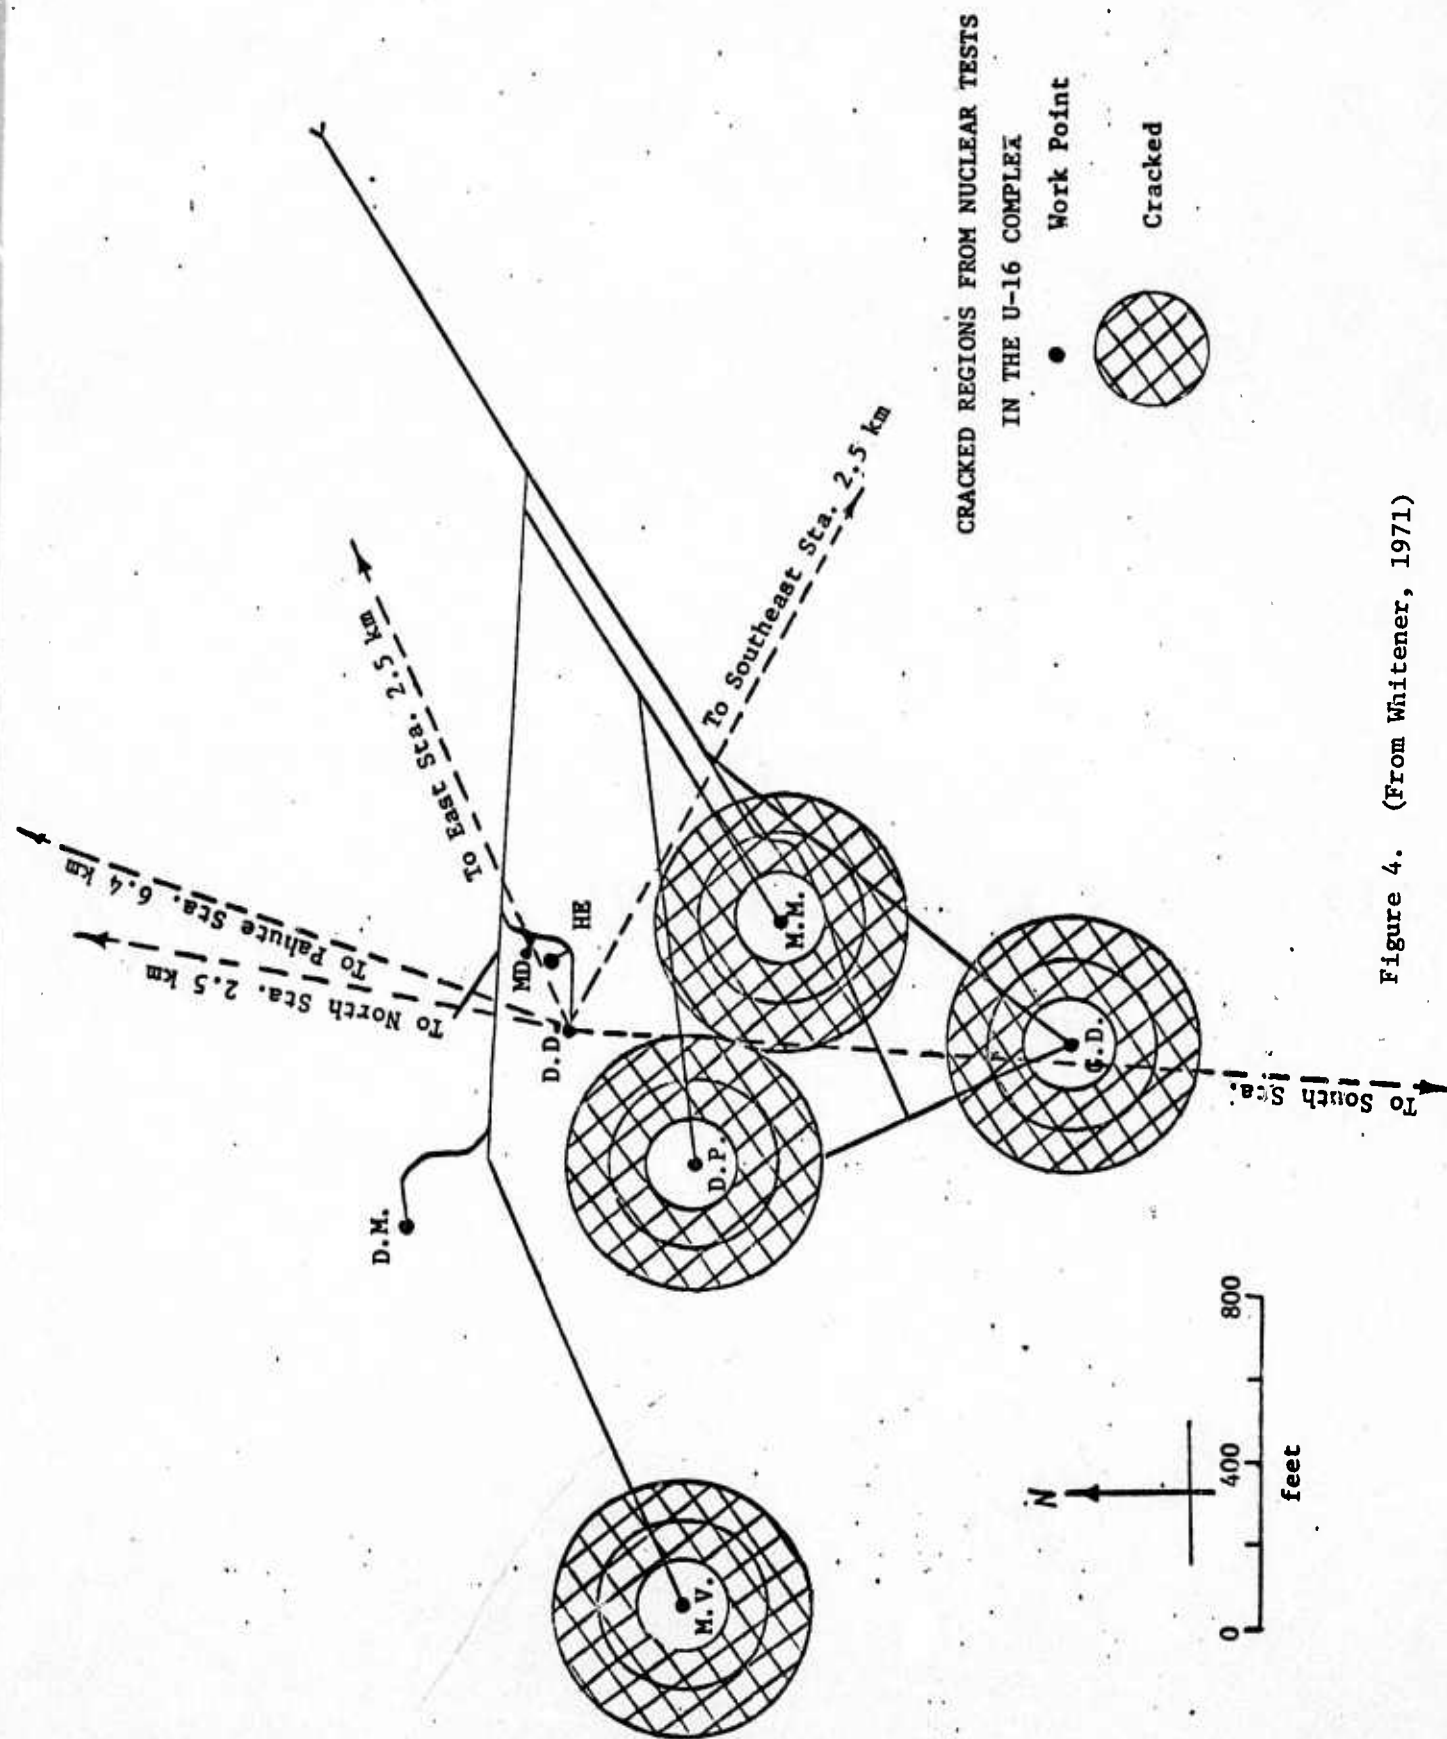 To Pahute Sta. 6.4 km
To North Sta. 2.5 km
To East Sta. 2.5 km
To Southeast Sta. 2.5 km
To South Sta.
D.M.
MD
HE
D.D.
D.P.
M.M.
M.V.
G.D.
N
0 400 800
feet
CRACKED REGIONS FROM NUCLEAR TESTS
IN THE U-16 COMPLEX
Work Point
Cracked
Figure 4. (From Whitener, 1971)